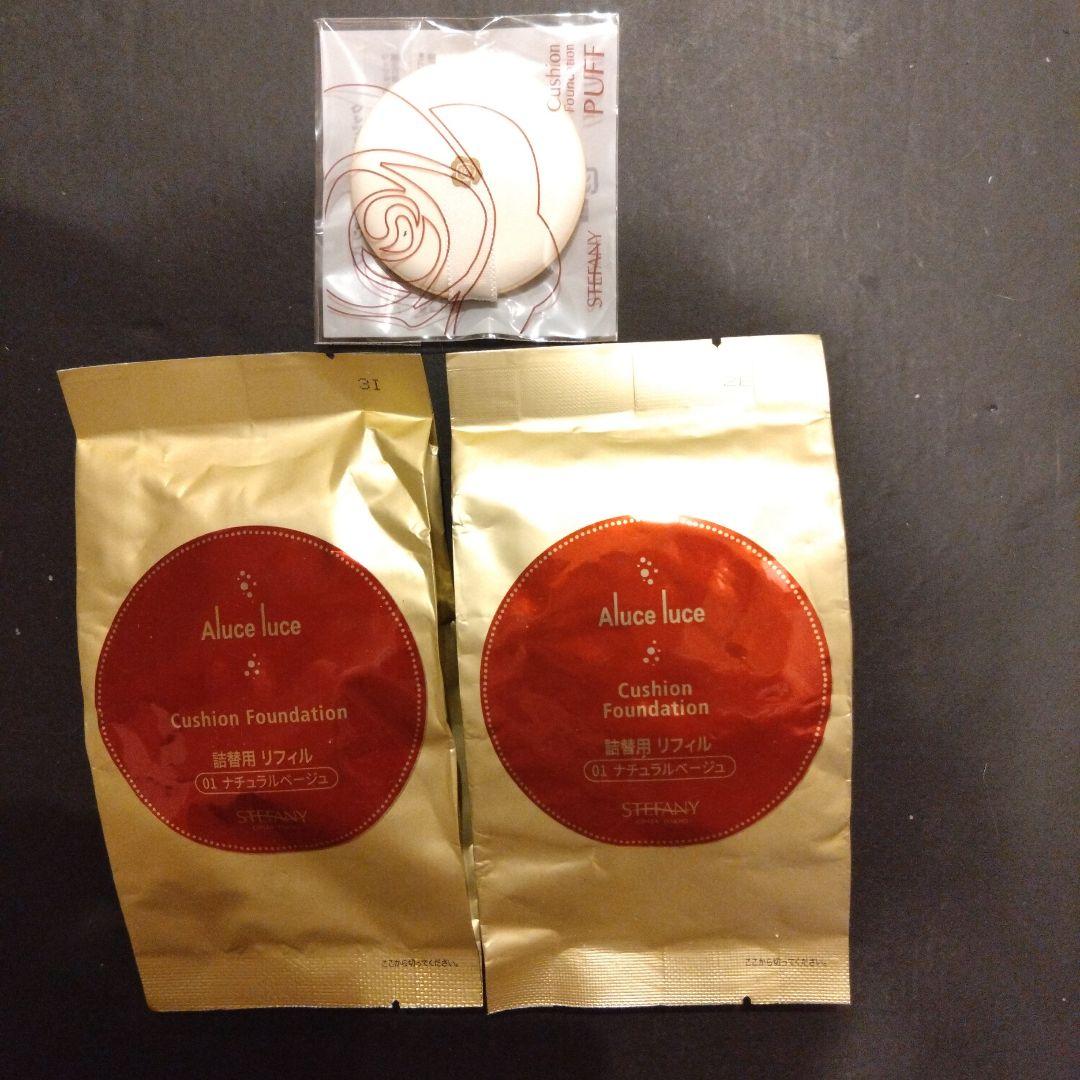 Cushion
Foundation
PUFF
STEFANY
3I
Aluce luce
Cushion Foundation
詰替用 リフィル
01 ナチュラルベージュ
STEFANY
ここから切ってください。
Aluce luce
Cushion
Foundation
詰替用 リフィル
01 ナチュラルベージュ
STEFANY
ここから切ってください。